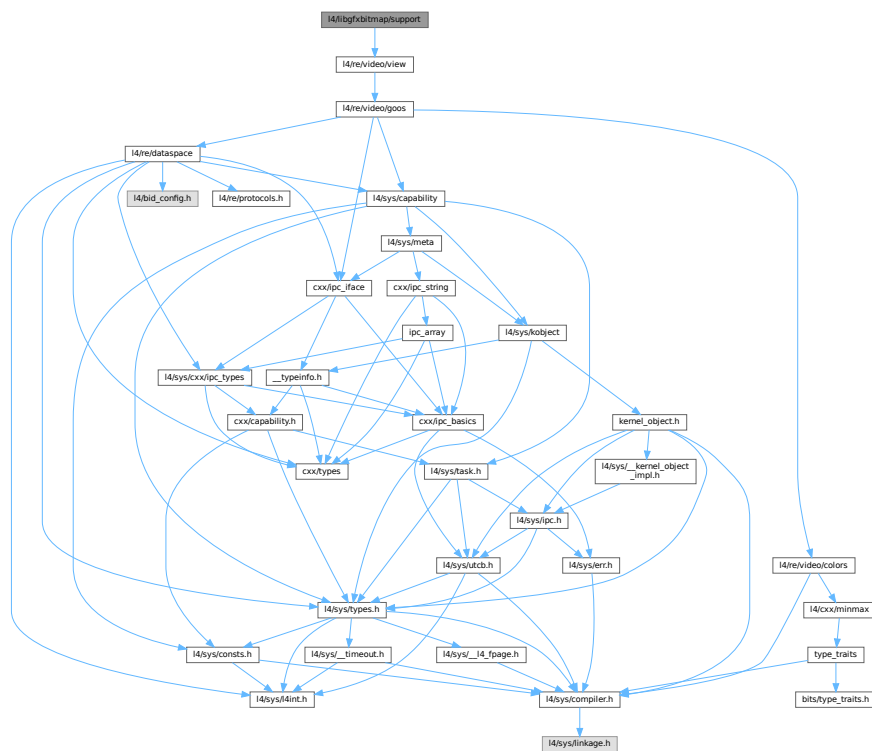 l4/libgfxbitmap/support
l4/re/video/view
l4/re/video/goos
l4/re/dataspace
l4/bid_config.h
l4/re/protocols.h
l4/sys/capability
l4/sys/meta
cxx/ipc_iface
cxx/ipc_string
ipc_array
l4/sys/kobject
l4/sys/cxx/ipc_types
__typeinfo.h
cxx/capability.h
cxx/ipc_basics
kernel_object.h
cxx/types
l4/sys/task.h
l4/sys/__kernel_object
_impl.h
l4/sys/ipc.h
l4/sys/utcb.h
l4/sys/err.h
l4/re/video/colors
l4/sys/types.h
l4/cxx/minmax
l4/sys/consts.h
l4/sys/__timeout.h
l4/sys/__l4_fpage.h
type_traits
l4/sys/l4int.h
l4/sys/compiler.h
bits/type_traits.h
l4/sys/linkage.h